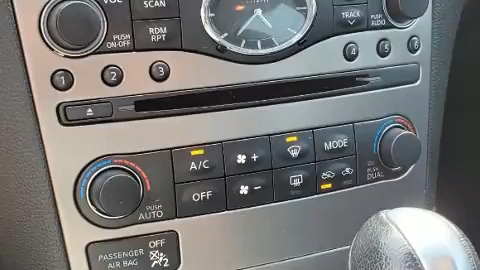 VOL
SCAN
PUSH
ON·OFF
RDM
RPT
TRACK
PUSH
AUDIO
1
2
3
4
5
6
A/C
+
MODE
OFF
-
PUSH
AUTO
PUSH
DUAL
PASSENGER
AIR BAG
OFF
2